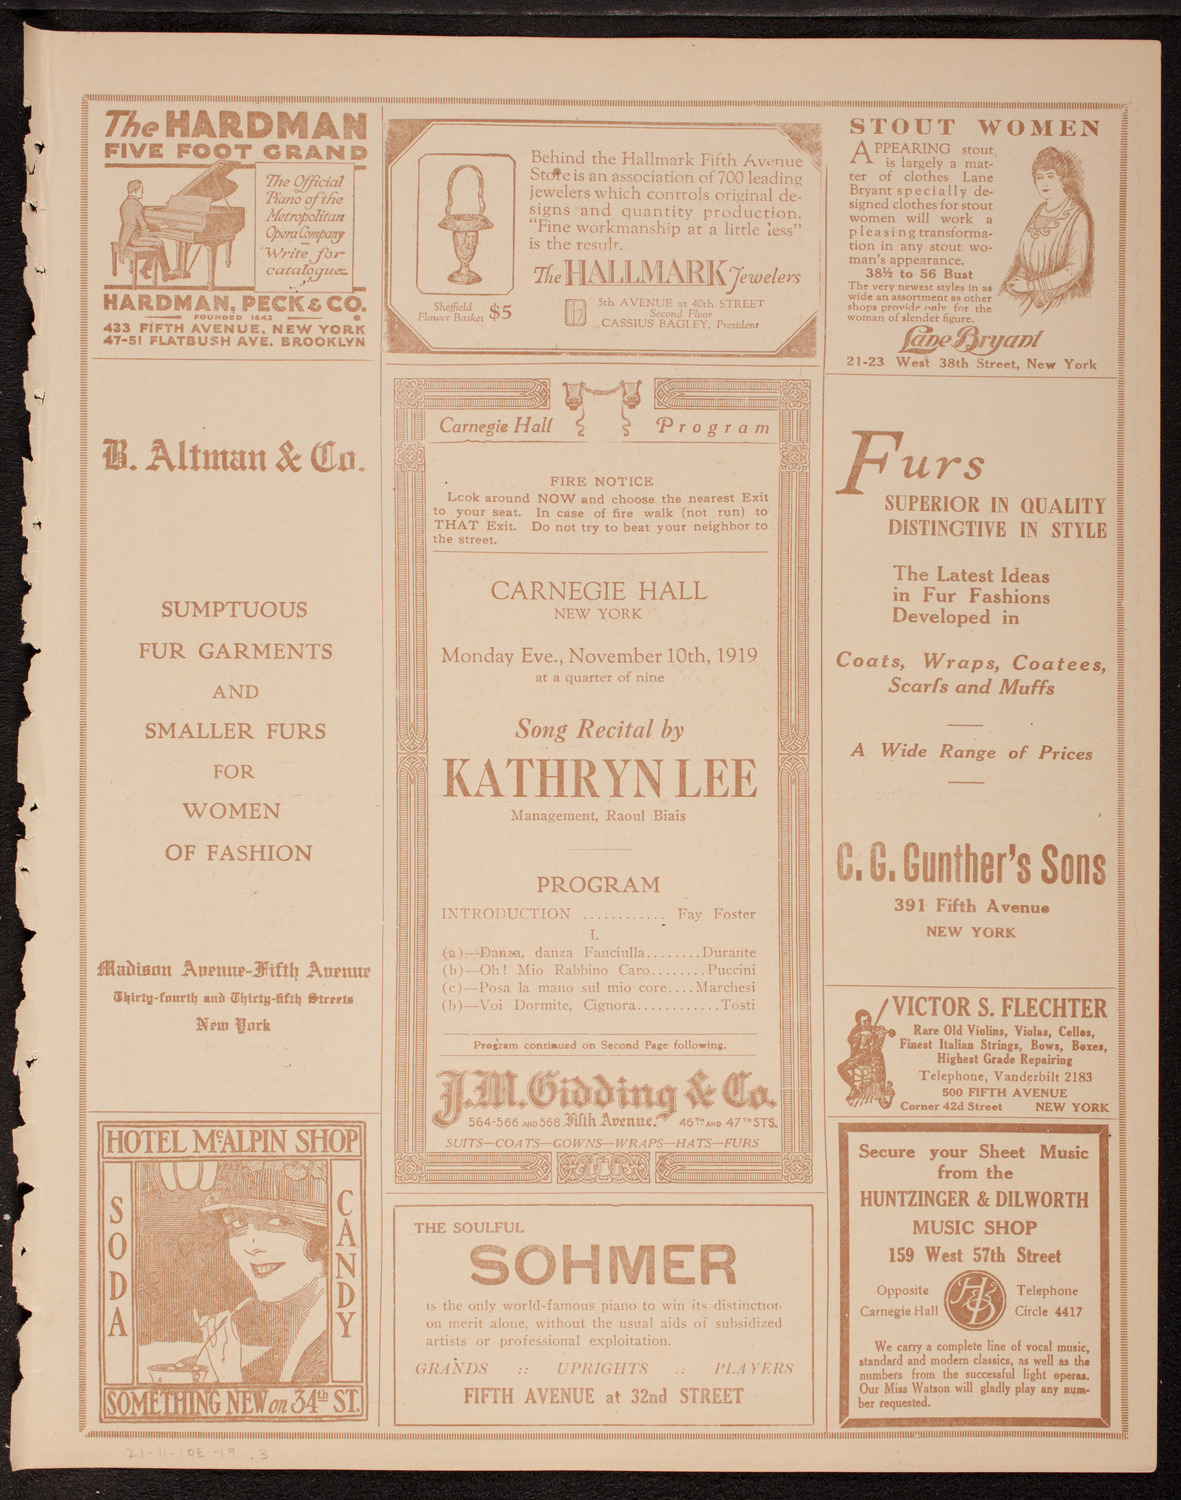 The HARDMAN
FIVE FOOT GRAND
The Official
Piano of the
Metropolitan
Opera Company
Write for
catalogue
HARDMAN, PECK & CO.
FOUNDED 1842
433 FIFTH AVENUE, NEW YORK
47-51 FLATBUSH AVE. BROOKLYN
B. Altman & Co.
SUMPTUOUS
FUR GARMENTS
AND
SMALLER FURS
FOR
WOMEN
OF FASHION
Madison Avenue-Fifth Avenue
Thirty-fourth and Thirty-fifth Streets
New York
HOTEL McALPIN SHOP
SODA
CANDY
SOMETHING NEW on 34th ST.
Behind the Hallmark Fifth Avenue
Store is an association of 700 leading
jewelers which controls original de-
signs and quantity production.
"Fine workmanship at a little less"
is the result.
The HALLMARK Jewelers
Sheffield
Flower Basket $5
5th AVENUE at 40th STREET
Second Floor
CASSIUS BAGLEY, President
Carnegie Hall Program
FIRE NOTICE
Look around NOW and choose the nearest Exit
to your seat. In case of fire walk (not run) to
THAT Exit. Do not try to beat your neighbor to
the street.
CARNEGIE HALL
NEW YORK
Monday Eve., November 10th, 1919
at a quarter of nine
Song Recital by
KATHRYN LEE
Management, Raoul Biais
PROGRAM
INTRODUCTION ............ Fay Foster
I.
(a)—Danza, danza Fanciulla........Durante
(b)—Oh! Mio Rabbino Caro........Puccini
(c)—Posa la mano sul mio core....Marchesi
(b)—Voi Dormite, Cignora............Tosti
Program continued on Second Page following.
J.M. Gidding & Co.
564-566 AND 568 Fifth Avenue. 46TH AND 47TH STS.
SUITS—COATS—GOWNS—WRAPS—HATS—FURS
THE SOULFUL
SOHMER
is the only world-famous piano to win its distinction
on merit alone, without the usual aids of subsidized
artists or professional exploitation.
GRANDS :: UPRIGHTS :: PLAYERS
FIFTH AVENUE at 32nd STREET
STOUT WOMEN
APPEARING stout
is largely a mat-
ter of clothes Lane
Bryant specially de-
signed clothes for stout
women will work a
pleasing transforma-
tion in any stout wo-
man's appearance.
38½ to 56 Bust
The very newest styles in as
wide an assortment as other
shops provide only for the
woman of slender figure.
Lane Bryant
21-23 West 38th Street, New York
Furs
SUPERIOR IN QUALITY
DISTINCTIVE IN STYLE
The Latest Ideas
in Fur Fashions
Developed in
Coats, Wraps, Coatees,
Scarfs and Muffs
A Wide Range of Prices
C. G. Gunther's Sons
391 Fifth Avenue
NEW YORK
VICTOR S. FLECHTER
Rare Old Violins, Violas, Cellos,
Finest Italian Strings, Bows, Boxes,
Highest Grade Repairing
Telephone, Vanderbilt 2183
500 FIFTH AVENUE
Corner 42d Street NEW YORK
Secure your Sheet Music
from the
HUNTZINGER & DILWORTH
MUSIC SHOP
159 West 57th Street
Opposite
Carnegie Hall
H&D
Telephone
Circle 4417
We carry a complete line of vocal music,
standard and modern classics, as well as the
numbers from the successful light operas.
Our Miss Watson will gladly play any num-
ber requested.
21-11-10E-19 .3